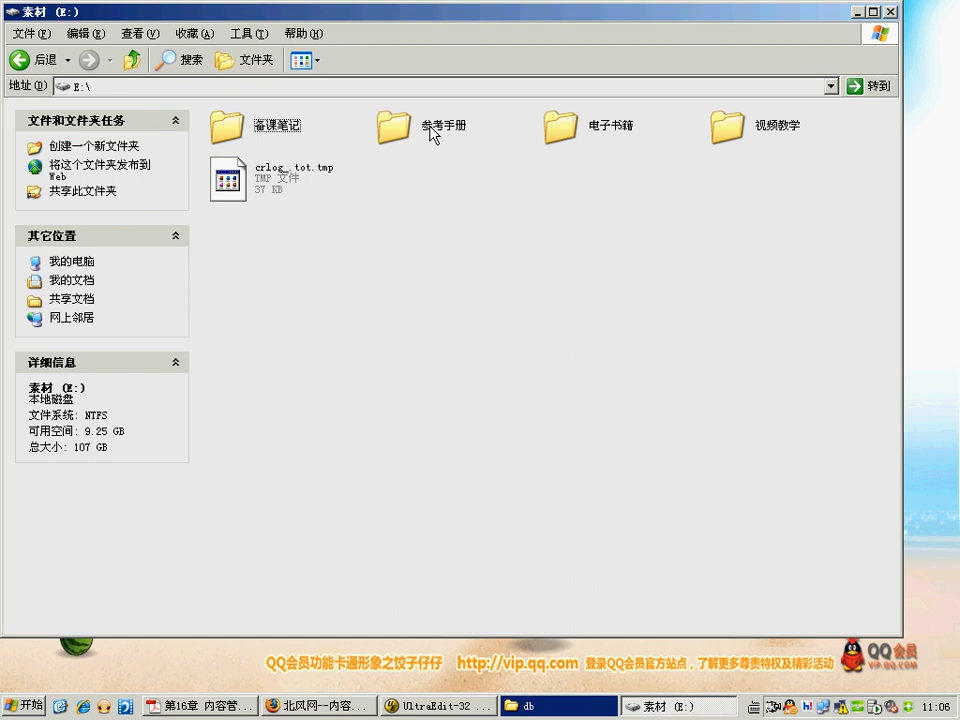 素材 (E:)
文件(F) 编辑(E) 查看(V) 收藏(A) 工具(T) 帮助(H)
后退 搜索 文件夹
地址(D) E:\ 转到
文件和文件夹任务
创建一个新文件夹
将这个文件夹发布到
Web
共享此文件夹
其它位置
我的电脑
我的文档
共享文档
网上邻居
详细信息
素材 (E:)
本地磁盘
文件系统: NTFS
可用空间: 9.25 GB
总大小: 107 GB
备课笔记 参考手册 电子书籍 视频教学
crlog_.tot.tmp
TMP 文件
37 KB
QQ会员功能卡通形象之饺子仔仔 http://vip.qq.com 登录QQ会员官方站点，了解更多尊贵特权及精彩活动 QQ会员
VIP.QQ.COM
开始 第16章 内容管... 北风网--内容... UltraEdit-32 ... db 素材 (E:) 11:06